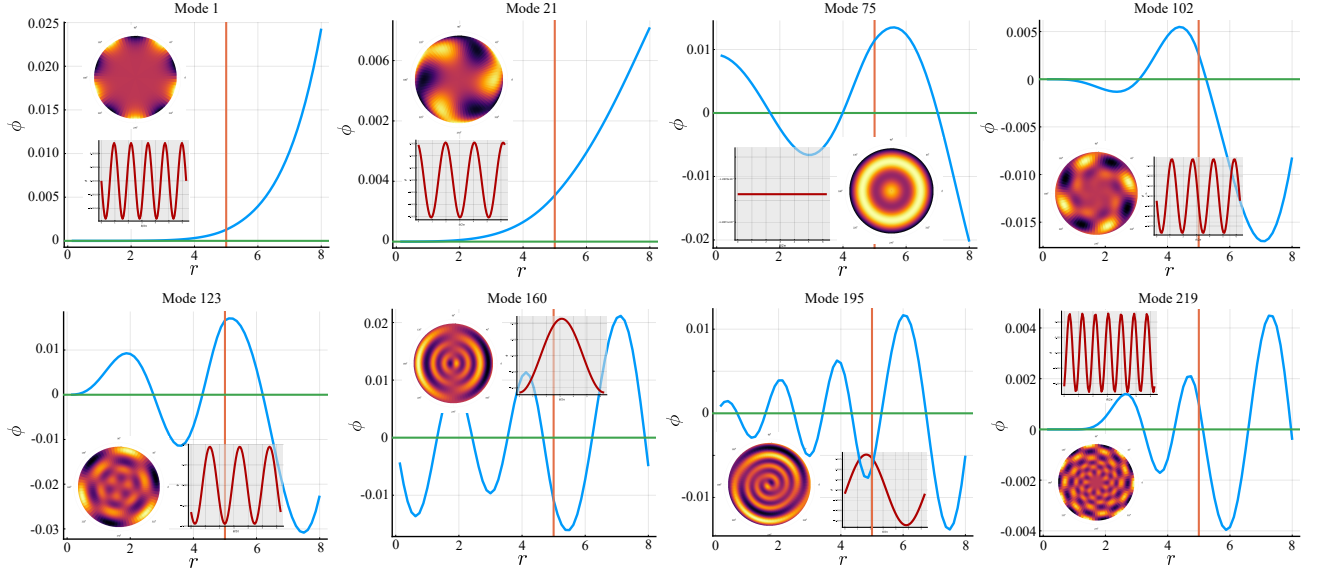 Mode 1
0.025
0.020
0.015
0.010
0.005
0
ϕ
0 2 4 6 8
r
Mode 21
0.006
0.002
0.004
0
ϕ
0 2 4 6 8
r
Mode 75
0.01
0
-0.01
-0.02
ϕ
0 2 4 6 8
r
Mode 102
0.005
0
-0.005
-0.010
-0.015
ϕ
0 2 4 6 8
r
Mode 123
0.01
0
-0.01
-0.02
-0.03
ϕ
0 2 4 6 8
r
Mode 160
0.02
0.01
0
-0.01
ϕ
0 2 4 6 8
r
Mode 195
0.01
0
-0.01
ϕ
0 2 4 6 8
r
Mode 219
0.004
0.002
0
-0.002
-0.004
ϕ
0 2 4 6 8
r